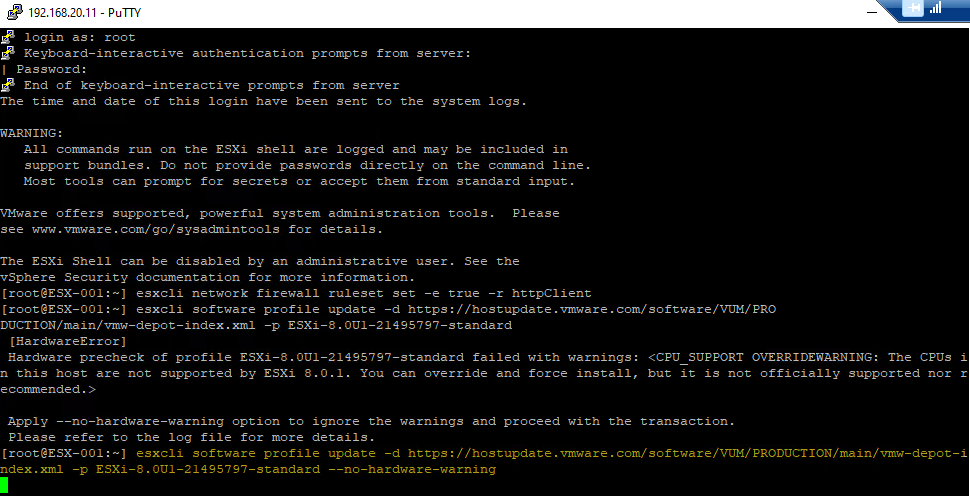 192.168.20.11 - PuTTY
login as: root
Keyboard-interactive authentication prompts from server:
| Password:
End of keyboard-interactive prompts from server
The time and date of this login have been sent to the system logs.
WARNING:
All commands run on the ESXi shell are logged and may be included in
support bundles. Do not provide passwords directly on the command line.
Most tools can prompt for secrets or accept them from standard input.
VMware offers supported, powerful system administration tools.  Please
see www.vmware.com/go/sysadmintools for details.
The ESXi Shell can be disabled by an administrative user. See the
vSphere Security documentation for more information.
[root@ESX-001:~] esxcli network firewall ruleset set -e true -r httpClient
[root@ESX-001:~] esxcli software profile update -d https://hostupdate.vmware.com/software/VUM/PRO
DUCTION/main/vmw-depot-index.xml -p ESXi-8.0U1-21495797-standard
[HardwareError]
Hardware precheck of profile ESXi-8.0U1-21495797-standard failed with warnings: <CPU_SUPPORT OVERRIDEWARNING: The CPUs i
n this host are not supported by ESXi 8.0.1. You can override and force install, but it is not officially supported nor r
ecommended.>
Apply --no-hardware-warning option to ignore the warnings and proceed with the transaction.
Please refer to the log file for more details.
[root@ESX-001:~] esxcli software profile update -d https://hostupdate.vmware.com/software/VUM/PRODUCTION/main/vmw-depot-i
ndex.xml -p ESXi-8.0U1-21495797-standard --no-hardware-warning